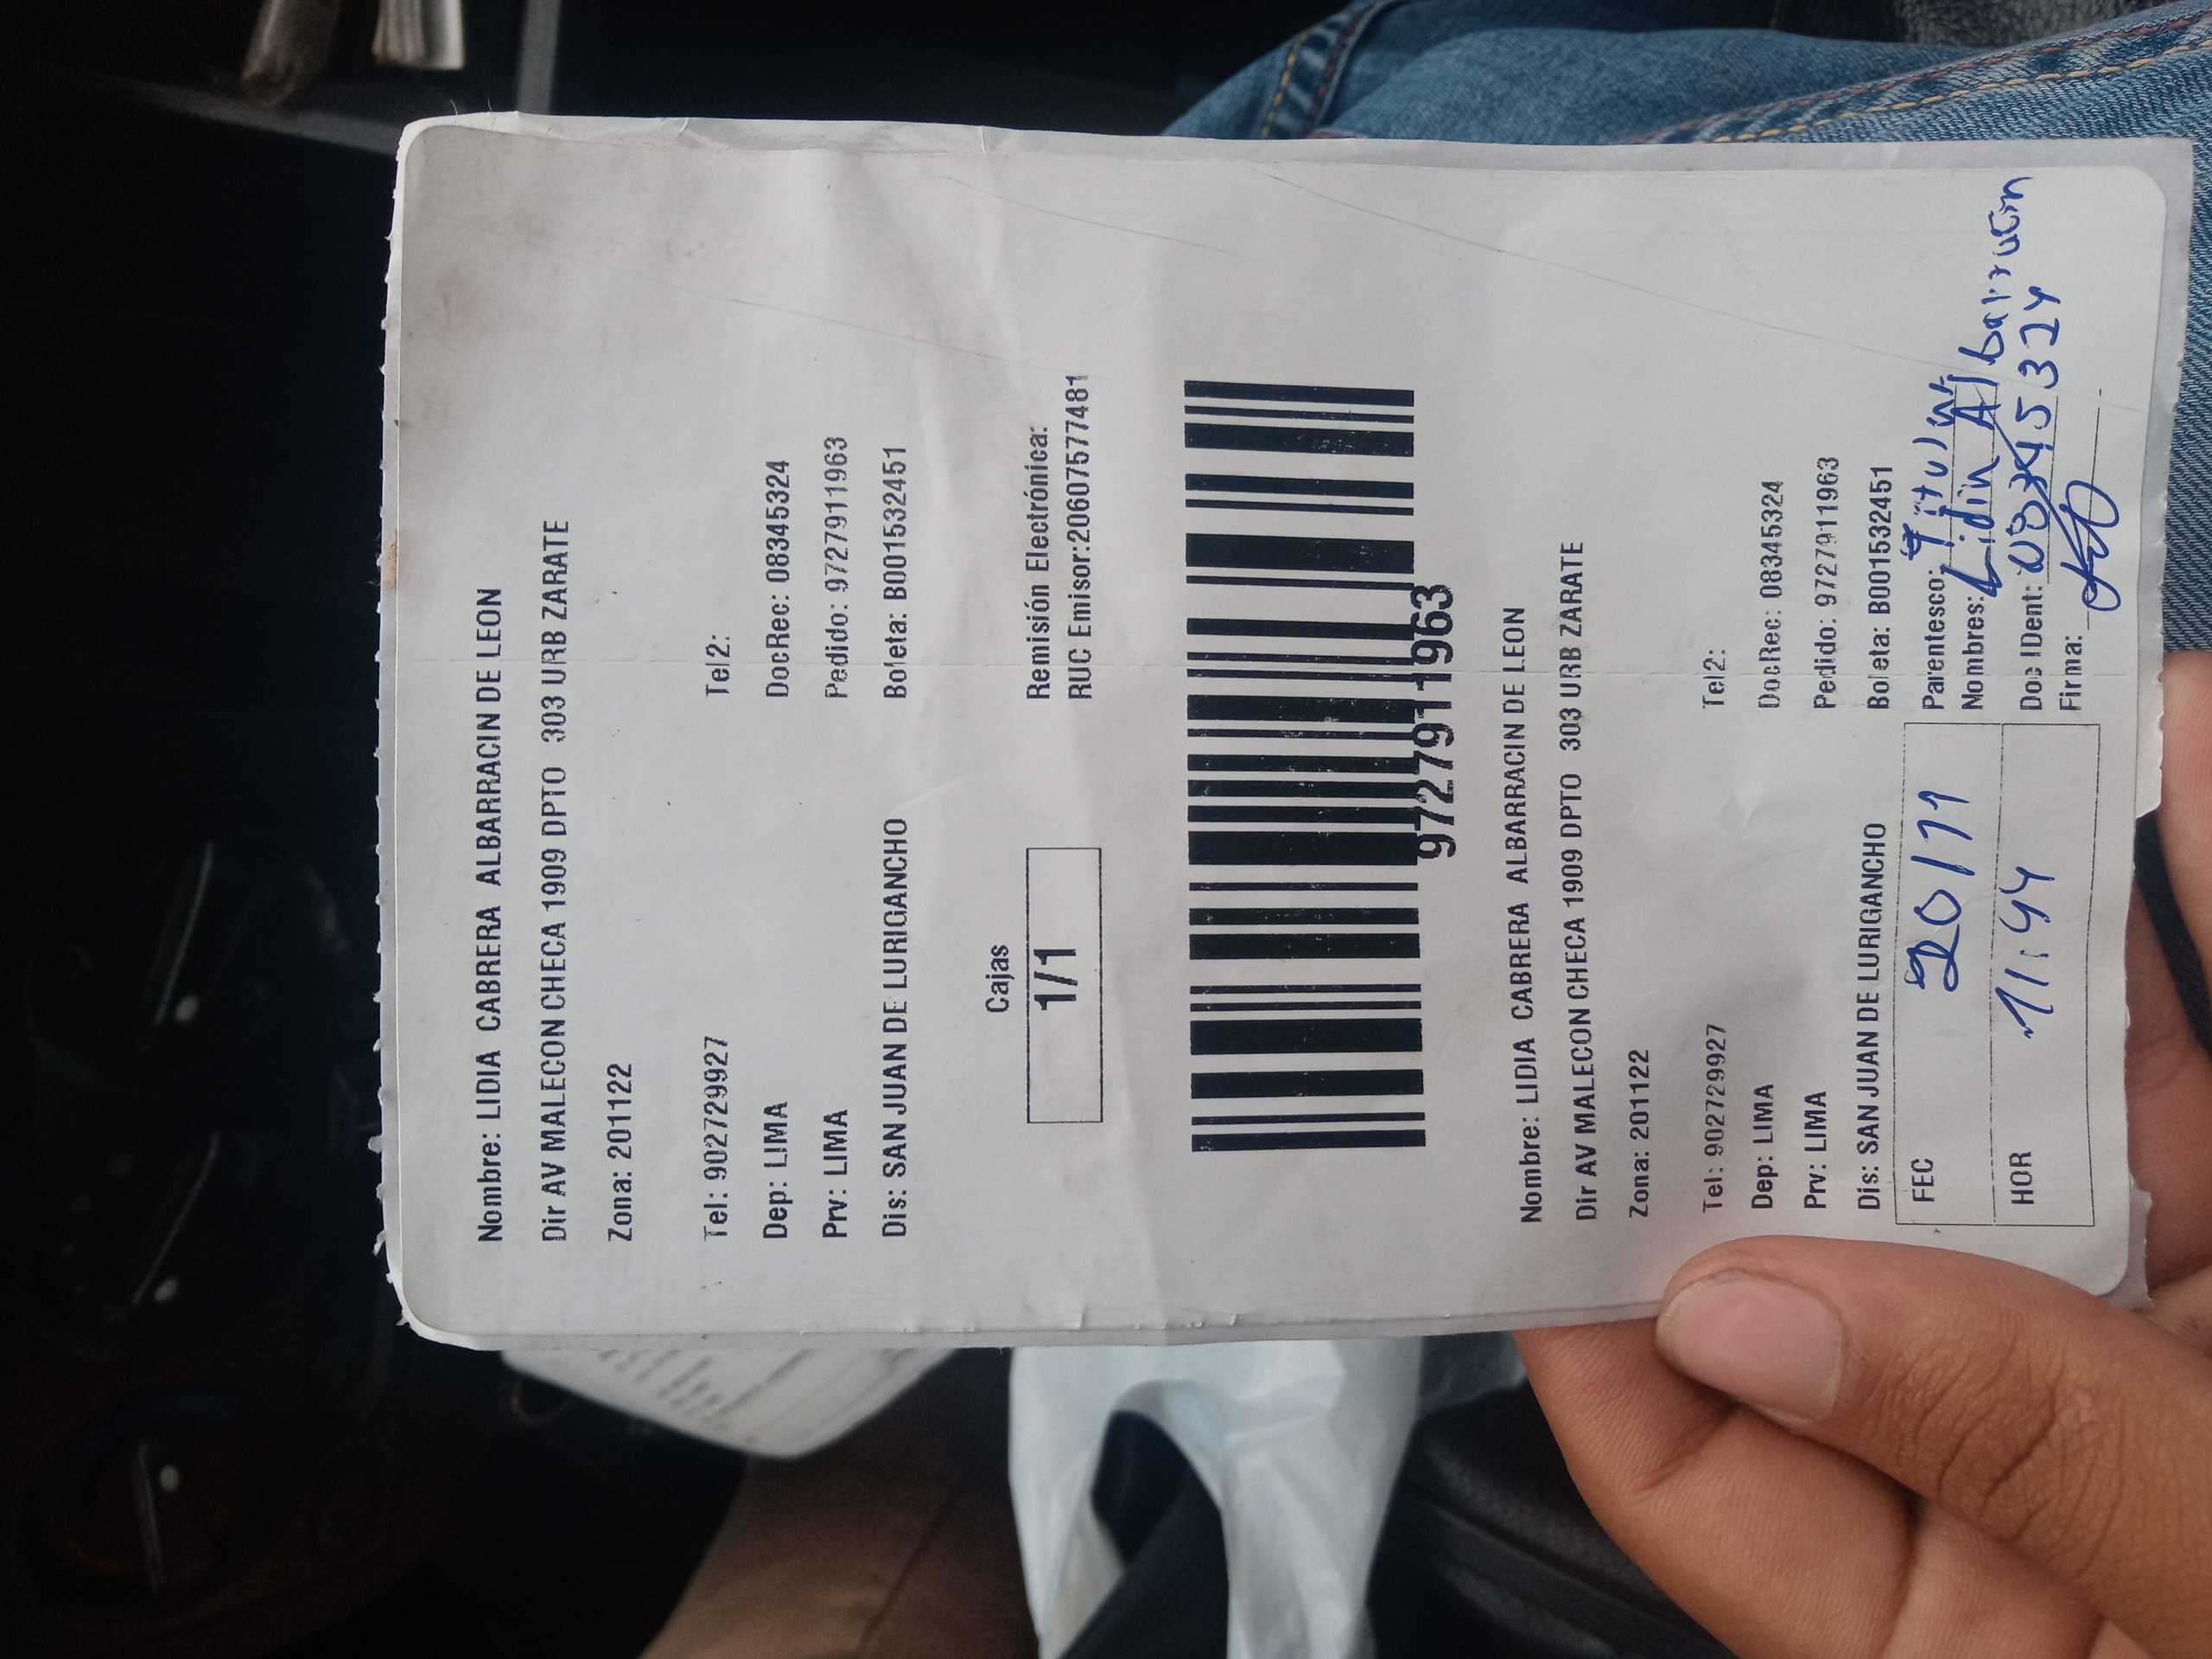 Nombre: LIDIA CABRERA ALBARRACIN DE LEON
Dir AV MALECON CHECA 1909 DPTO 303 URB ZARATE
Zona: 201122
Tel: 902729927 Tel2:
Dep: LIMA DocRec: 08345324
Prv: LIMA Pedido: 972791 1963
Dis: SAN JUAN DE LURIGANCHO Boleta: B001532451
Cajas
1/1
Remisión Electrónica:
RUC Emisor:20607577481
9727911963
Nombre: LIDIA CABRERA ALBARRACIN DE LEON
Dir AV MALECON CHECA 1909 DPTO 303 URB ZARATE
Zona: 201122
Tel: 902729927 Tel2:
Dep: LIMA DocRec: 08345324
Prv: LIMA Pedido: 9727911963
Dis: SAN JUAN DE LURIGANCHO Boleta: B001532451
FEC 20/11 Parentesco: Titular
Nombres: Lidia Albarracin
HOR 11:44 Doc IDent: 08345324
Firma: